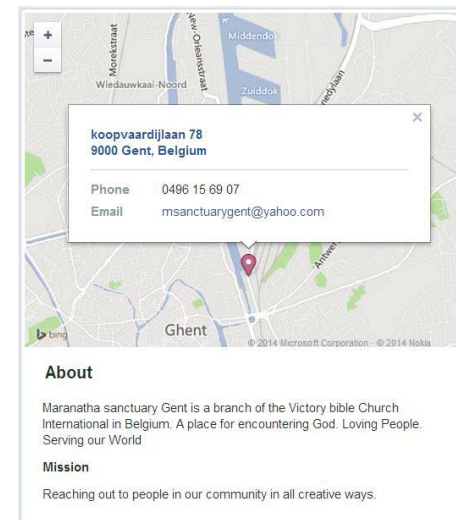 +
−
Morekstraat
New-Orleansstraat
Middendok
Wiedauwkaai-Noord
Zuiddok
koopvaardijlaan 78
9000 Gent, Belgium
Phone 0496 15 69 07
Email msanctuarygent@yahoo.com
Ghent
bing
© 2014 Microsoft Corporation · © 2014 Nokia
About
Maranatha sanctuary Gent is a branch of the Victory bible Church
International in Belgium. A place for encountering God. Loving People.
Serving our World
Mission
Reaching out to people in our community in all creative ways.